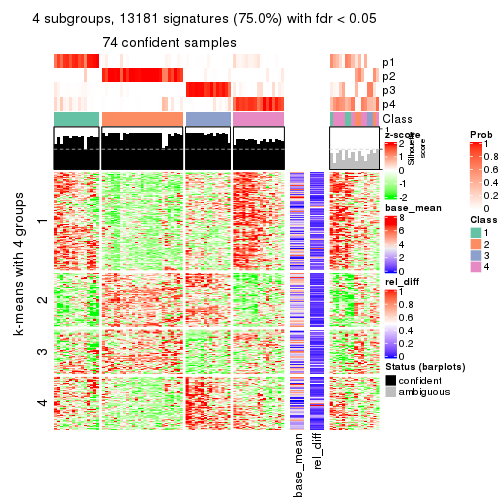 4 subgroups, 13181 signatures (75.0%) with fdr < 0.05
74 confident samples
p1
p2
p3
p4
Class
1
Silhouette
score
k-means with 4 groups
1
2
3
4
base_mean
rel_diff
z-score
2
1
0
-1
-2
base_mean
8
6
4
2
0
rel_diff
1
0.8
0.6
0.4
0.2
0
Status (barplots)
confident
ambiguous
Prob
1
0.8
0.6
0.4
0.2
0
Class
1
2
3
4